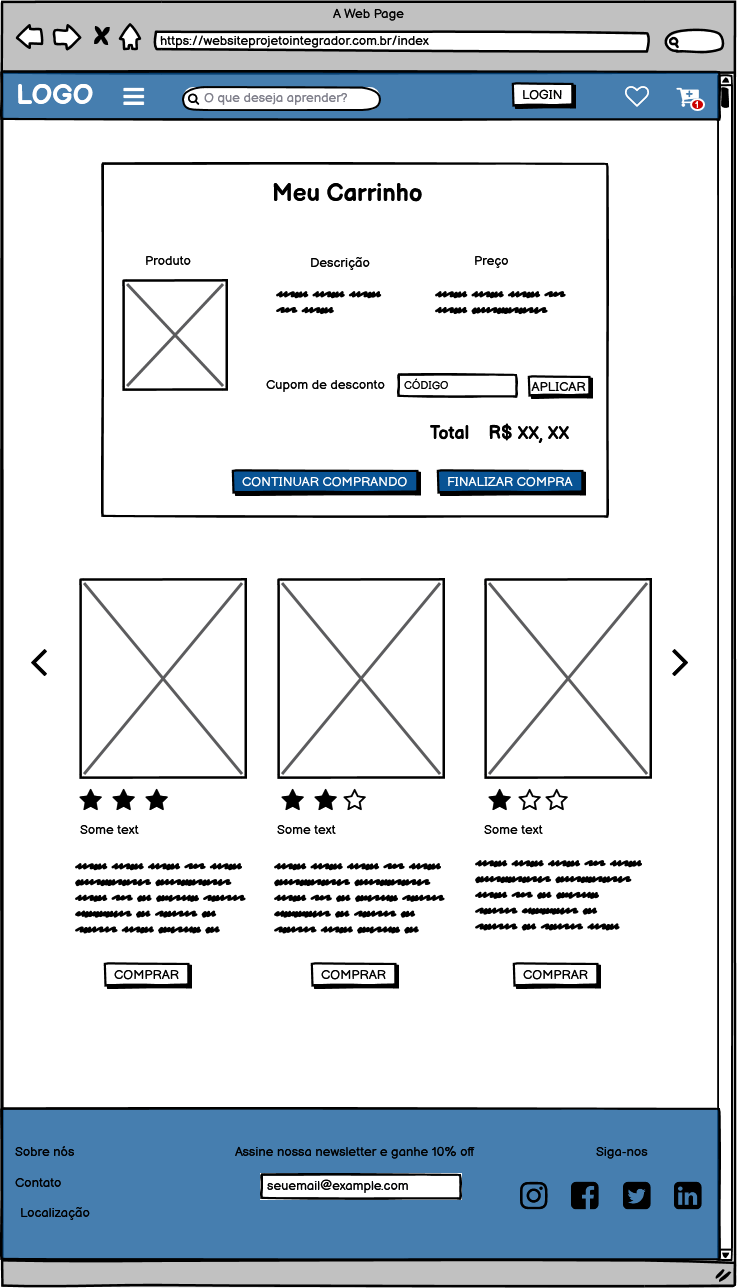 A Web Page
https://websiteprojetointegrador.com.br/index
LOGO
O que deseja aprender?
LOGIN
1
Meu Carrinho
Produto
Descrição
Preço
Cupom de desconto
CÓDIGO
APLICAR
Total R$ XX, XX
CONTINUAR COMPRANDO
FINALIZAR COMPRA
Some text
Some text
Some text
COMPRAR
COMPRAR
COMPRAR
Sobre nós
Contato
Localização
Assine nossa newsletter e ganhe 10% off
seuemail@example.com
Siga-nos